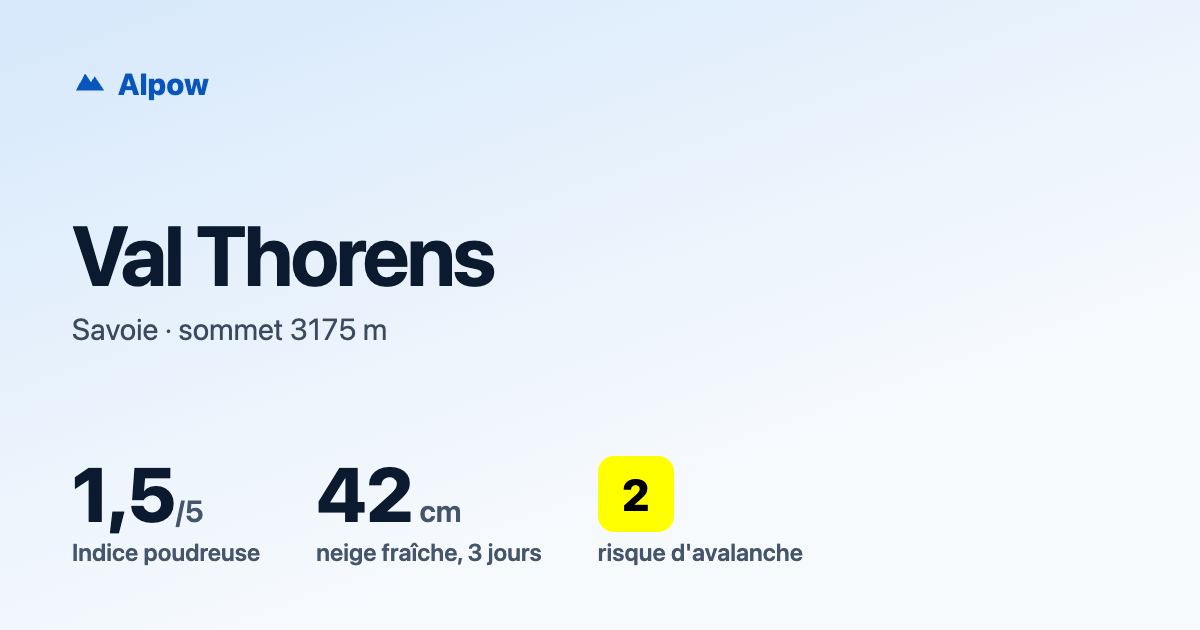 Alpow
Val Thorens
Savoie · sommet 3175 m
1,5/5
Indice poudreuse
42 cm
neige fraîche, 3 jours
2
risque d'avalanche